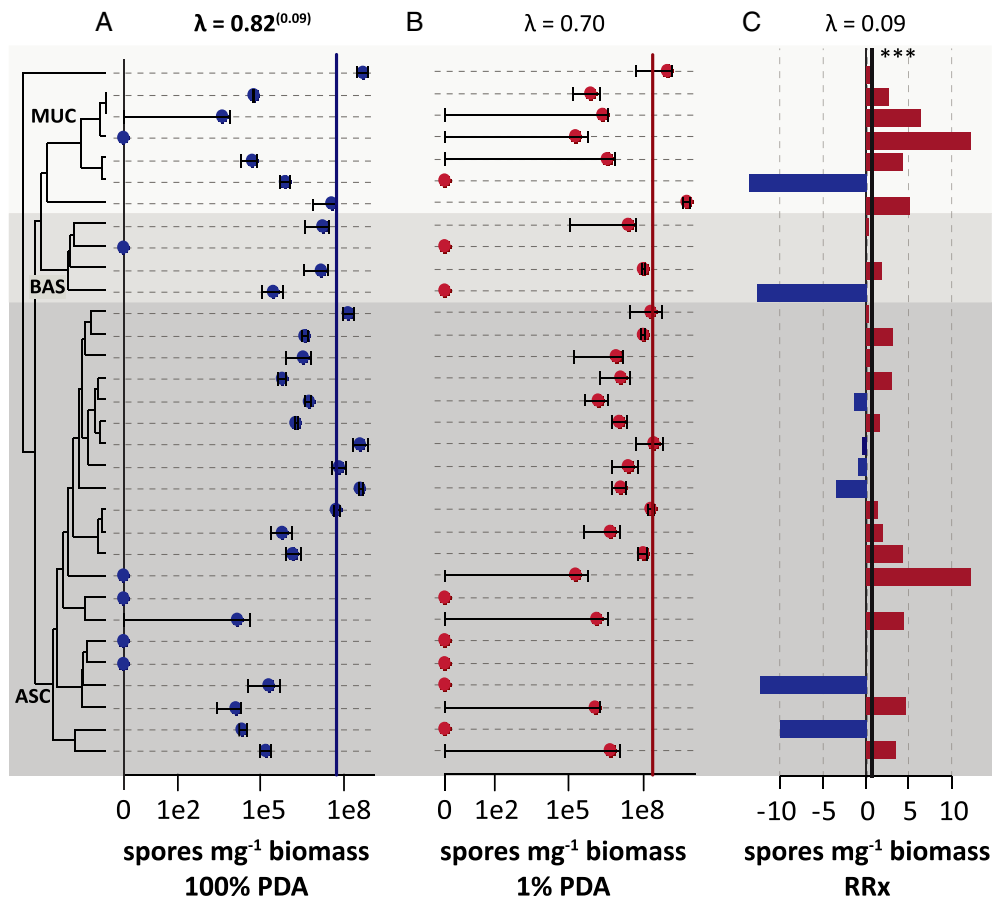 A λ = 0.82(0.09) B λ = 0.70 C λ = 0.09
***
MUC
BAS
ASC
0 1e2 1e5 1e8 0 1e2 1e5 1e8 -10 -5 0 5 10
spores mg-1 biomass spores mg-1 biomass spores mg-1 biomass
100% PDA 1% PDA RRx